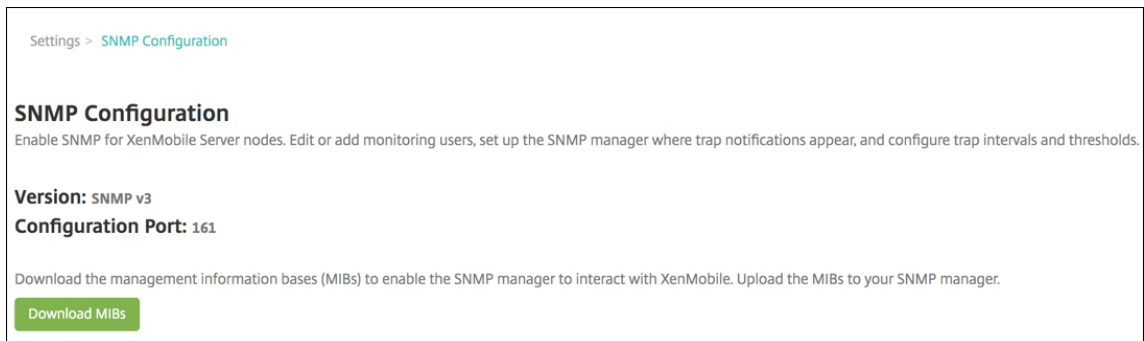 Settings > SNMP Configuration
SNMP Configuration
Enable SNMP for XenMobile Server nodes. Edit or add monitoring users, set up the SNMP manager where trap notifications appear, and configure trap intervals and thresholds.
Version: SNMP v3
Configuration Port: 161
Download the management information bases (MIBs) to enable the SNMP manager to interact with XenMobile. Upload the MIBs to your SNMP manager.
Download MIBs